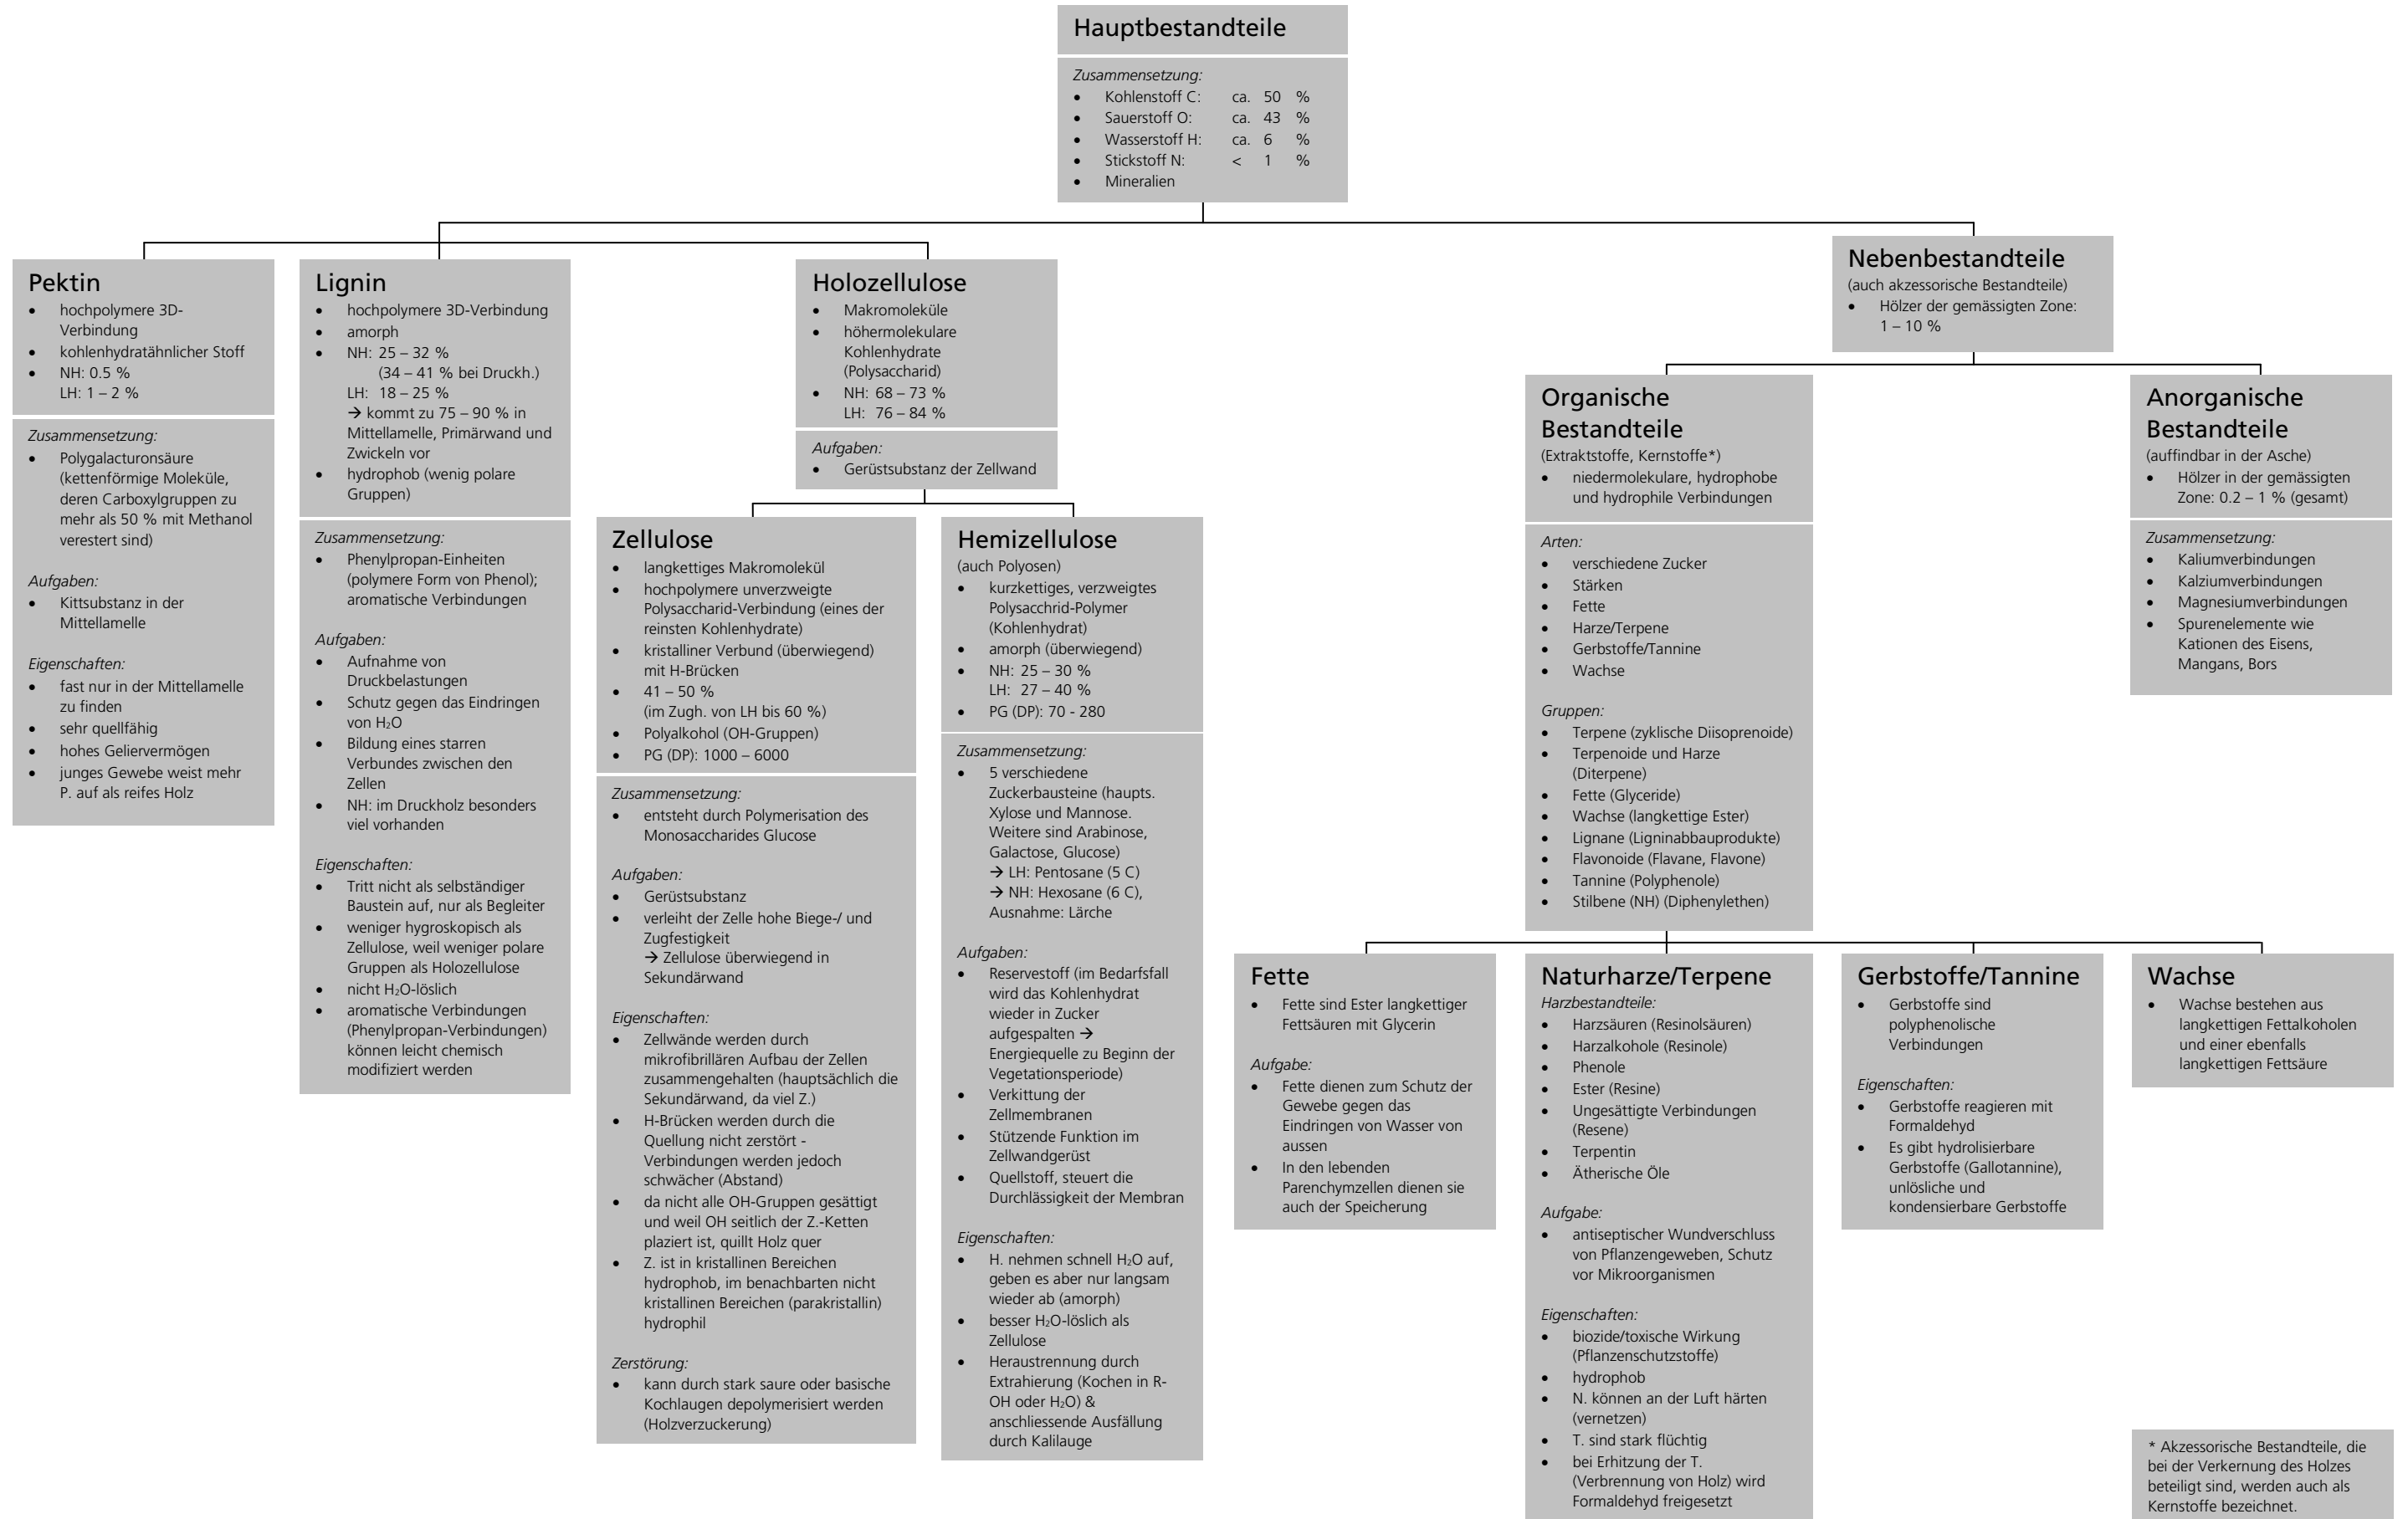 Hauptbestandteile
Zusammensetzung:
• Kohlenstoff C: ca. 50 %
• Sauerstoff O: ca. 43 %
• Wasserstoff H: ca. 6 %
• Stickstoff N: < 1 %
• Mineralien
Pektin
• hochpolymere 3D-
Verbindung
• kohlenhydratähnlicher Stoff
• NH: 0.5 %
LH: 1 – 2 %
Zusammensetzung:
• Polygalacturonsäure
(kettenförmige Moleküle,
deren Carboxylgruppen zu
mehr als 50 % mit Methanol
verestert sind)
Aufgaben:
• Kittsubstanz in der
Mittellamelle
Eigenschaften:
• fast nur in der Mittellamelle
zu finden
• sehr quellfähig
• hohes Geliervermögen
• junges Gewebe weist mehr
P. auf als reifes Holz
Lignin
• hochpolymere 3D-Verbindung
• amorph
• NH: 25 – 32 %
(34 – 41 % bei Druckh.)
LH: 18 – 25 %
→ kommt zu 75 – 90 % in
Mittellamelle, Primärwand und
Zwickeln vor
• hydrophob (wenig polare
Gruppen)
Zusammensetzung:
• Phenylpropan-Einheiten
(polymere Form von Phenol);
aromatische Verbindungen
Aufgaben:
• Aufnahme von
Druckbelastungen
• Schutz gegen das Eindringen
von H₂O
• Bildung eines starren
Verbundes zwischen den
Zellen
• NH: im Druckholz besonders
viel vorhanden
Eigenschaften:
• Tritt nicht als selbständiger
Baustein auf, nur als Begleiter
• weniger hygroskopisch als
Zellulose, weil weniger polare
Gruppen als Holozellulose
• nicht H₂O-löslich
• aromatische Verbindungen
(Phenylpropan-Verbindungen)
können leicht chemisch
modifiziert werden
Holozellulose
• Makromoleküle
• höhermolekulare
Kohlenhydrate
(Polysaccharid)
• NH: 68 – 73 %
LH: 76 – 84 %
Aufgaben:
• Gerüstsubstanz der Zellwand
Zellulose
• langkettiges Makromolekül
• hochpolymere unverzweigte
Polysaccharid-Verbindung (eines der
reinsten Kohlenhydrate)
• kristalliner Verbund (überwiegend)
mit H-Brücken
• 41 – 50 %
(im Zugh. von LH bis 60 %)
• Polyalkohol (OH-Gruppen)
• PG (DP): 1000 – 6000
Zusammensetzung:
• entsteht durch Polymerisation des
Monosaccharides Glucose
Aufgaben:
• Gerüstsubstanz
• verleiht der Zelle hohe Biege-/ und
Zugfestigkeit
→ Zellulose überwiegend in
Sekundärwand
Eigenschaften:
• Zellwände werden durch
mikrofibrillären Aufbau der Zellen
zusammengehalten (hauptsächlich die
Sekundärwand, da viel Z.)
• H-Brücken werden durch die
Quellung nicht zerstört -
Verbindungen werden jedoch
schwächer (Abstand)
• da nicht alle OH-Gruppen gesättigt
und weil OH seitlich der Z.-Ketten
plaziert ist, quillt Holz quer
• Z. ist in kristallinen Bereichen
hydrophob, im benachbarten nicht
kristallinen Bereichen (parakristallin)
hydrophil
Zerstörung:
• kann durch stark saure oder basische
Kochlaugen depolymerisiert werden
(Holzverzuckerung)
Hemizellulose
(auch Polyosen)
• kurzkettiges, verzweigtes
Polysacchrid-Polymer
(Kohlenhydrat)
• amorph (überwiegend)
• NH: 25 – 30 %
LH: 27 – 40 %
• PG (DP): 70 - 280
Zusammensetzung:
• 5 verschiedene
Zuckerbausteine (haupts.
Xylose und Mannose.
Weitere sind Arabinose,
Galactose, Glucose)
→ LH: Pentosane (5 C)
→ NH: Hexosane (6 C),
Ausnahme: Lärche
Aufgaben:
• Reservestoff (im Bedarfsfall
wird das Kohlenhydrat
wieder in Zucker
aufgespalten →
Energiequelle zu Beginn der
Vegetationsperiode)
• Verkittung der
Zellmembranen
• Stützende Funktion im
Zellwandgerüst
• Quellstoff, steuert die
Durchlässigkeit der Membran
Eigenschaften:
• H. nehmen schnell H₂O auf,
geben es aber nur langsam
wieder ab (amorph)
• besser H₂O-löslich als
Zellulose
• Heraustrennung durch
Extrahierung (Kochen in R-
OH oder H₂O) &
anschliessende Ausfällung
durch Kalilauge
Nebenbestandteile
(auch akzessorische Bestandteile)
• Hölzer der gemässigten Zone:
1 – 10 %
Organische
Bestandteile
(Extraktstoffe, Kernstoffe*)
• niedermolekulare, hydrophobe
und hydrophile Verbindungen
Arten:
• verschiedene Zucker
• Stärken
• Fette
• Harze/Terpene
• Gerbstoffe/Tannine
• Wachse
Gruppen:
• Terpene (zyklische Diisoprenoide)
• Terpenoide und Harze
(Diterpene)
• Fette (Glyceride)
• Wachse (langkettige Ester)
• Lignane (Ligninabbauprodukte)
• Flavonoide (Flavane, Flavone)
• Tannine (Polyphenole)
• Stilbene (NH) (Diphenylethen)
Anorganische
Bestandteile
(auffindbar in der Asche)
• Hölzer in der gemässigten
Zone: 0.2 – 1 % (gesamt)
Zusammensetzung:
• Kaliumverbindungen
• Kalziumverbindungen
• Magnesiumverbindungen
• Spurenelemente wie
Kationen des Eisens,
Mangans, Bors
Fette
• Fette sind Ester langkettiger
Fettsäuren mit Glycerin
Aufgabe:
• Fette dienen zum Schutz der
Gewebe gegen das
Eindringen von Wasser von
aussen
• In den lebenden
Parenchymzellen dienen sie
auch der Speicherung
Naturharze/Terpene
Harzbestandteile:
• Harzsäuren (Resinolsäuren)
• Harzalkohole (Resinole)
• Phenole
• Ester (Resine)
• Ungesättigte Verbindungen
(Resene)
• Terpentin
• Ätherische Öle
Aufgabe:
• antiseptischer Wundverschluss
von Pflanzengeweben, Schutz
vor Mikroorganismen
Eigenschaften:
• biozide/toxische Wirkung
(Pflanzenschutzstoffe)
• hydrophob
• N. können an der Luft härten
(vernetzen)
• T. sind stark flüchtig
• bei Erhitzung der T.
(Verbrennung von Holz) wird
Formaldehyd freigesetzt
Gerbstoffe/Tannine
• Gerbstoffe sind
polyphenolische
Verbindungen
Eigenschaften:
• Gerbstoffe reagieren mit
Formaldehyd
• Es gibt hydrolisierbare
Gerbstoffe (Gallotannine),
unlösliche und
kondensierbare Gerbstoffe
Wachse
• Wachse bestehen aus
langkettigen Fettalkoholen
und einer ebenfalls
langkettigen Fettsäure
* Akzessorische Bestandteile, die
bei der Verkernung des Holzes
beteiligt sind, werden auch als
Kernstoffe bezeichnet.